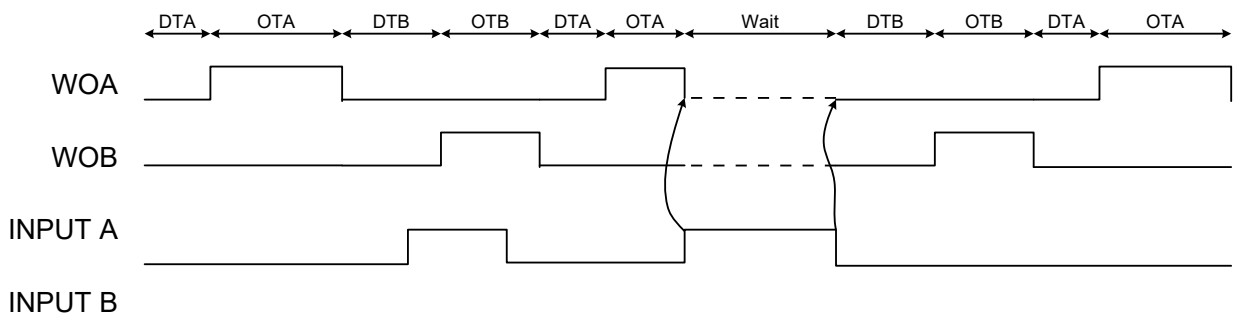 DTA OTA DTB OTB DTA OTA Wait DTB OTB DTA OTA
WOA
WOB
INPUT A
INPUT B